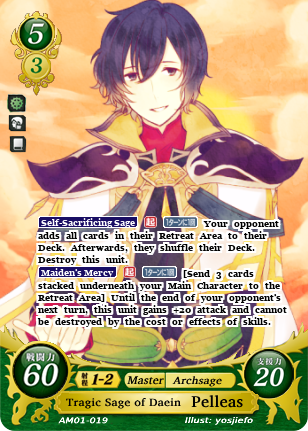 5
3
Self-Sacrificing Sage 起 1ターンに1回 Your opponent
adds all cards in their Retreat Area to their
Deck. Afterwards, they shuffle their Deck.
Destroy this unit.
Maiden's Mercy 起 1ターンに1回 [Send 3 cards
stacked underneath your Main Character to the
Retreat Area] Until the end of your opponent's
next turn, this unit gains +20 attack and cannot
be destroyed by the cost or effects of skills.
戦闘力 60 射程 1-2 Master Archsage 支援力 20
Tragic Sage of Daein Pelleas
AM01-019 Illust: yosjiefo